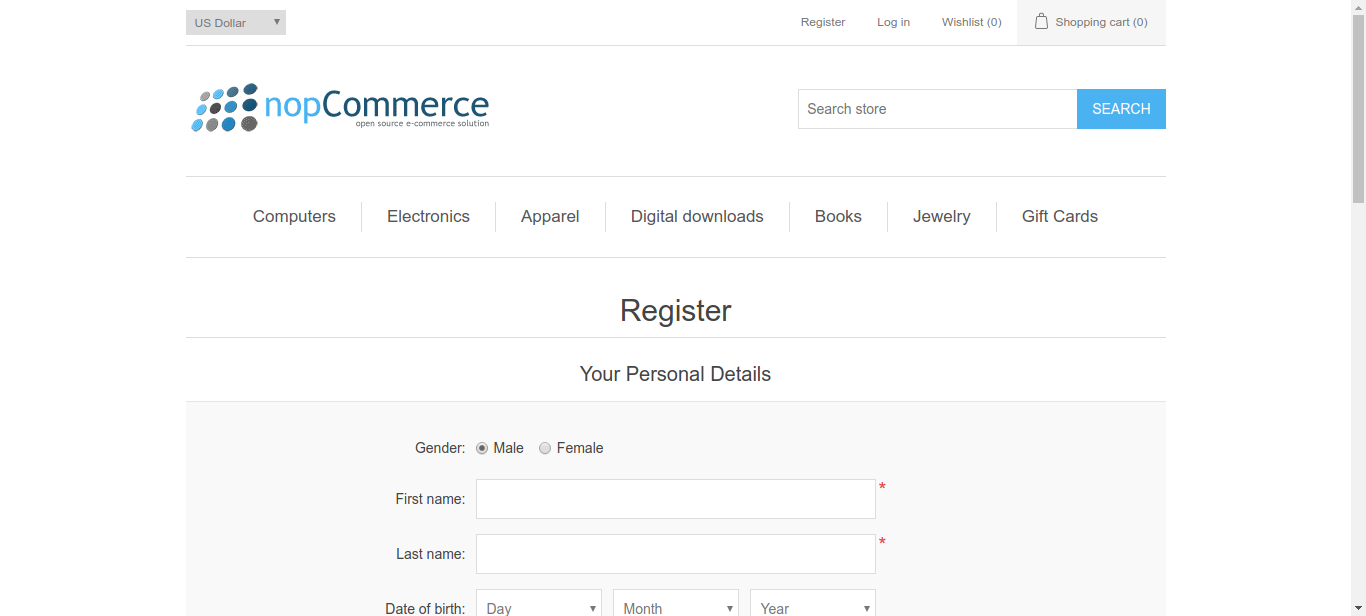 US Dollar Register Log in Wishlist (0) Shopping cart (0)
nopCommerce
open source e-commerce solution
Search store SEARCH
Computers Electronics Apparel Digital downloads Books Jewelry Gift Cards
Register
Your Personal Details
Gender: Male Female
First name: *
Last name: *
Date of birth: Day Month Year